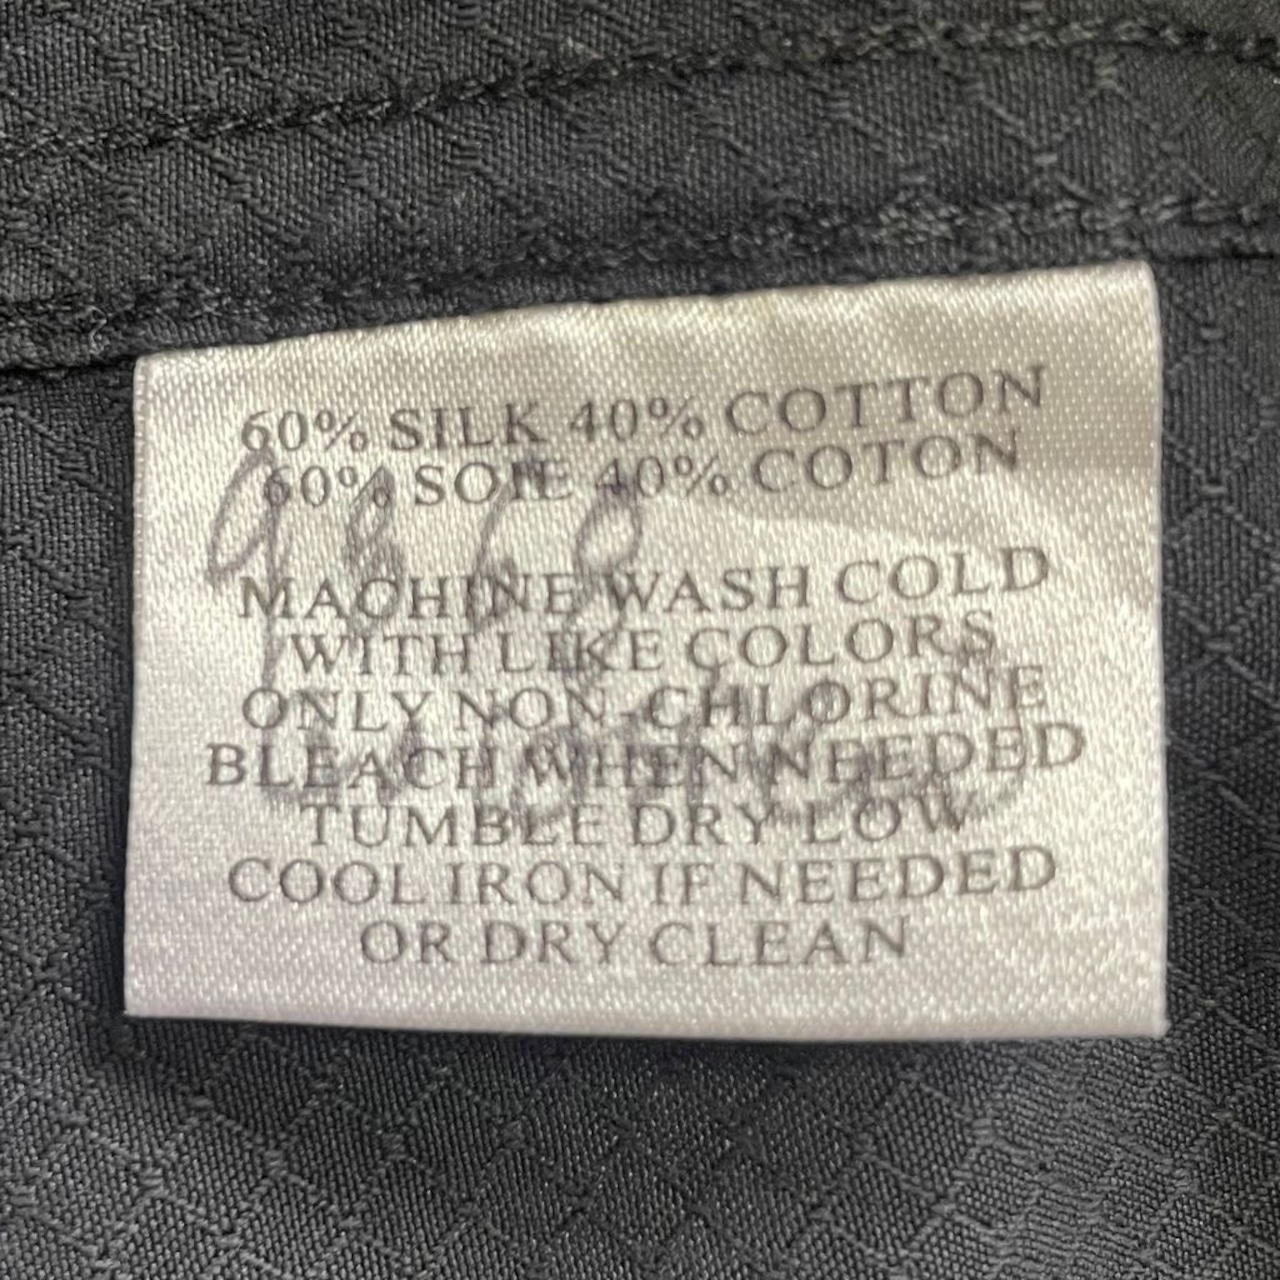 60% SILK 40% COTTON
60% SOIE 40% COTON
MACHINE WASH COLD
WITH LIKE COLORS
ONLY NON-CHLORINE
BLEACH WHEN NEEDED
TUMBLE DRY LOW
COOL IRON IF NEEDED
OR DRY CLEAN